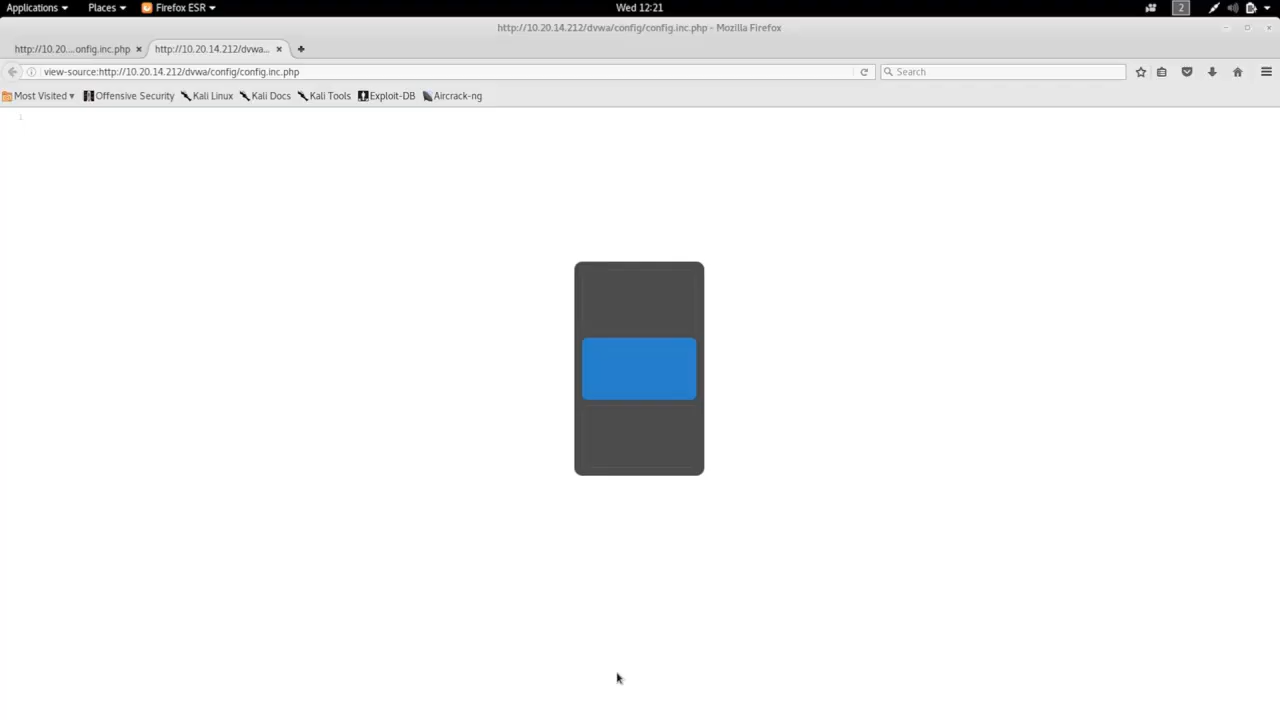 Applications Places Firefox ESR Wed 12:21 2
http://10.20.14.212/dvwa/config/config.inc.php - Mozilla Firefox
http://10.20....onfig.inc.php × http://10.20.14.212/dvwa... ×
view-source:http://10.20.14.212/dvwa/config/config.inc.php Search
Most Visited Offensive Security Kali Linux Kali Docs Kali Tools Exploit-DB Aircrack-ng
1